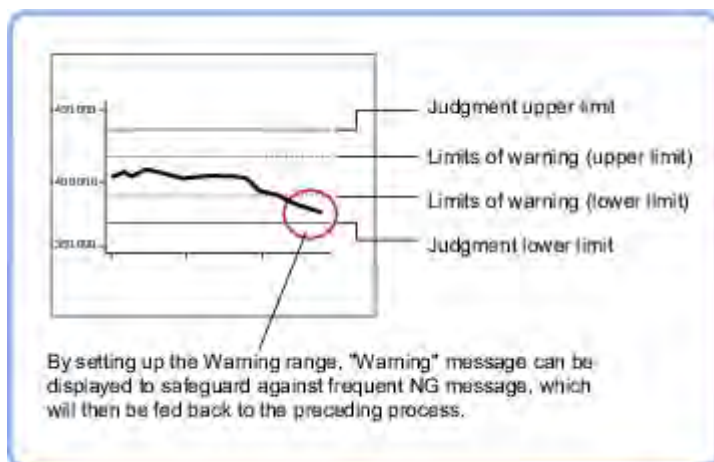 Judgment upper limit
Limits of warning (upper limit)
Limits of warning (lower limit)
Judgment lower limit
By setting up the Warning range, "Warning" message can be
displayed to safeguard against frequent NG message, which
will then be fed back to the preceding process.